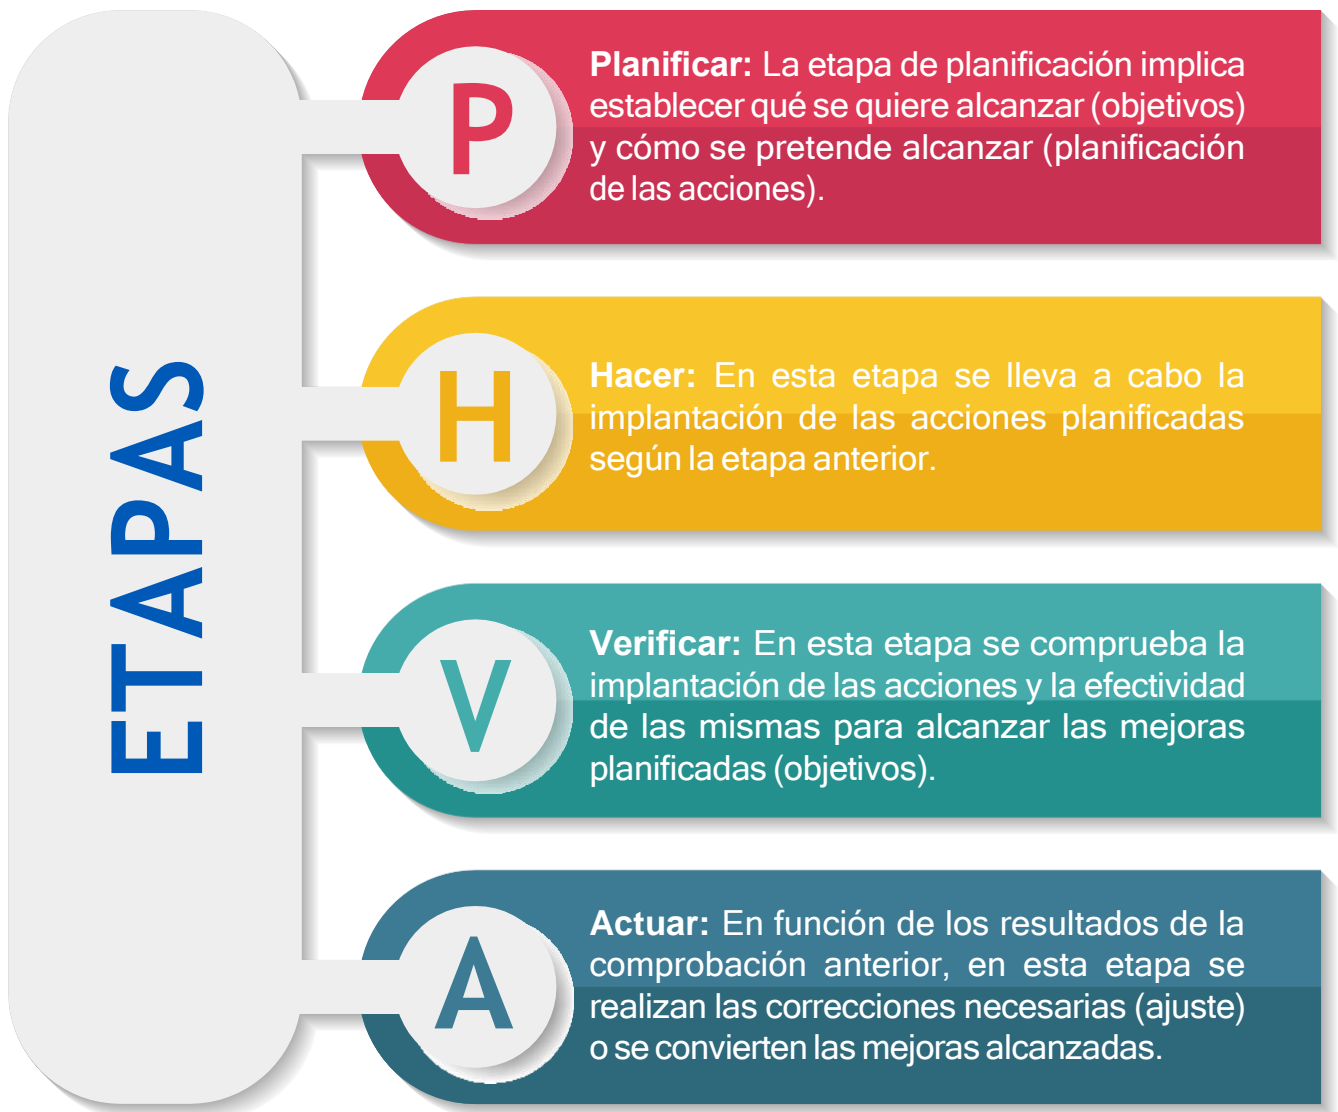 ETAPAS
P
Planificar: La etapa de planificación implica
establecer qué se quiere alcanzar (objetivos)
y cómo se pretende alcanzar (planificación
de las acciones).
H
Hacer: En esta etapa se lleva a cabo la
implantación de las acciones planificadas
según la etapa anterior.
V
Verificar: En esta etapa se comprueba la
implantación de las acciones y la efectividad
de las mismas para alcanzar las mejoras
planificadas (objetivos).
A
Actuar: En función de los resultados de la
comprobación anterior, en esta etapa se
realizan las correcciones necesarias (ajuste)
o se convierten las mejoras alcanzadas.